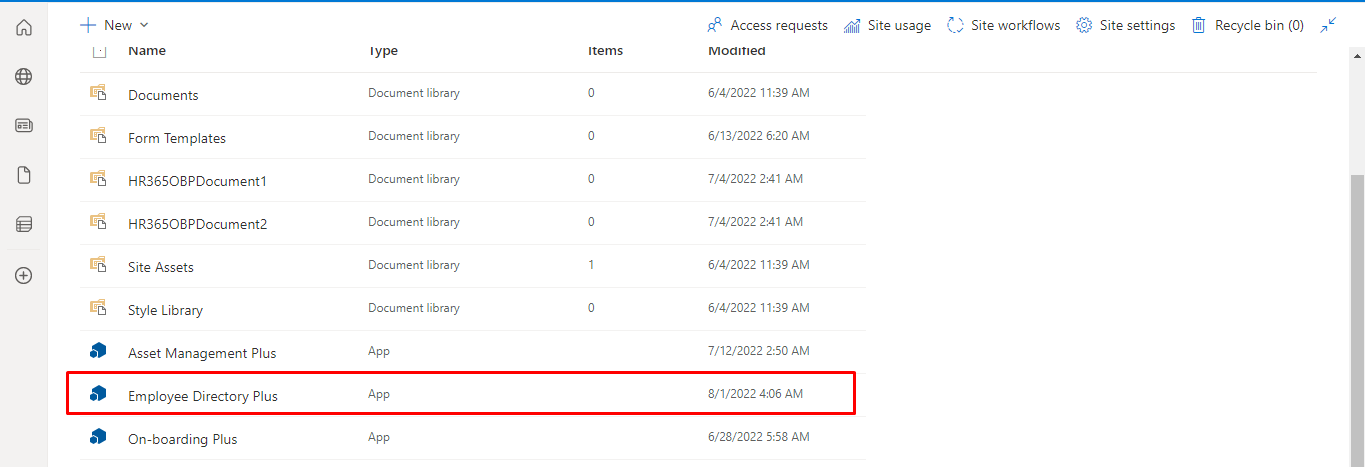 New Access requests Site usage Site workflows Site settings Recycle bin (0)
Name Type Items Modified
Documents Document library 0 6/4/2022 11:39 AM
Form Templates Document library 0 6/13/2022 6:20 AM
HR365OBPDocument1 Document library 0 7/4/2022 2:41 AM
HR365OBPDocument2 Document library 0 7/4/2022 2:41 AM
Site Assets Document library 1 6/4/2022 11:39 AM
Style Library Document library 0 6/4/2022 11:39 AM
Asset Management Plus App 7/12/2022 2:50 AM
Employee Directory Plus App 8/1/2022 4:06 AM
On-boarding Plus App 6/28/2022 5:58 AM